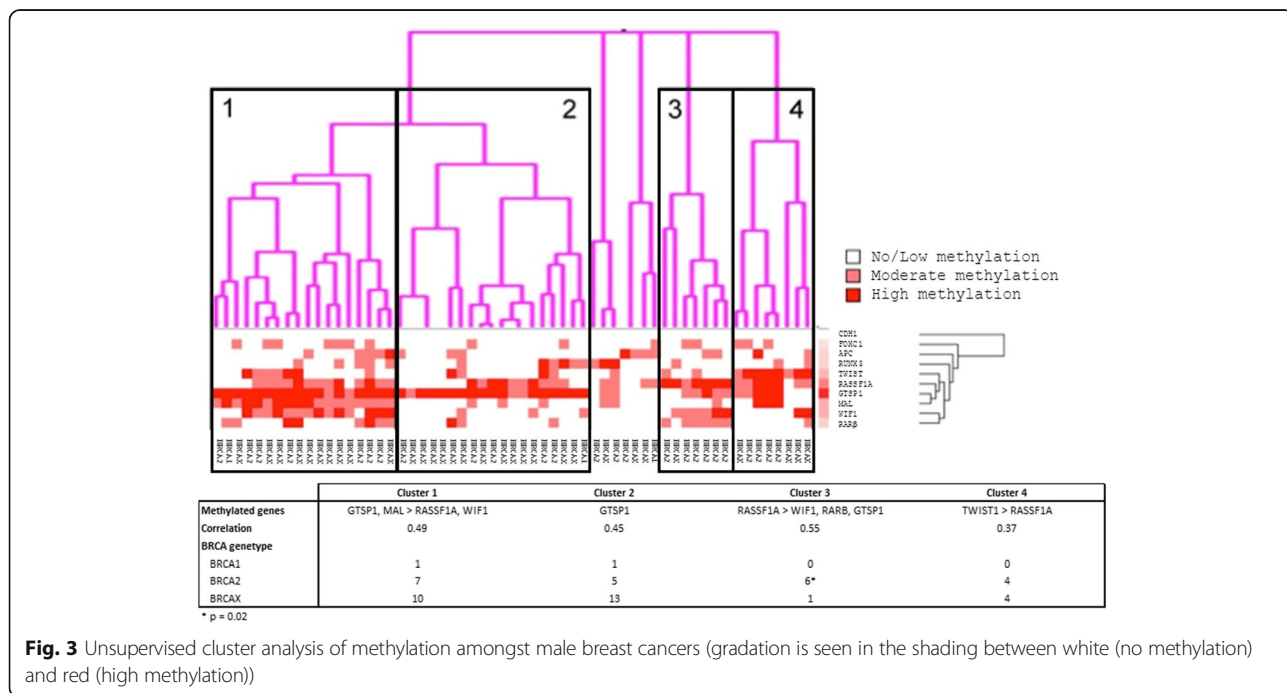 1
2
3
4
No/Low methylation
Moderate methylation
High methylation
CDH1
FOXC1
APC
TWIST
RASSF1A
GTSP1
MAL
WIF1
RARβ
Cluster 1 Cluster 2 Cluster 3 Cluster 4
Methylated genes GTSP1, MAL > RASSF1A, WIF1 GTSP1 RASSF1A > WIF1, RARB, GTSP1 TWIST1 > RASSF1A
Correlation 0.49 0.45 0.55 0.37
BRCA genetype
BRCA1 1 1 0 0
BRCA2 7 5 6* 4
BRCAX 10 13 1 4
* p = 0.02
Fig. 3 Unsupervised cluster analysis of methylation amongst male breast cancers (gradation is seen in the shading between white (no methylation)
and red (high methylation))